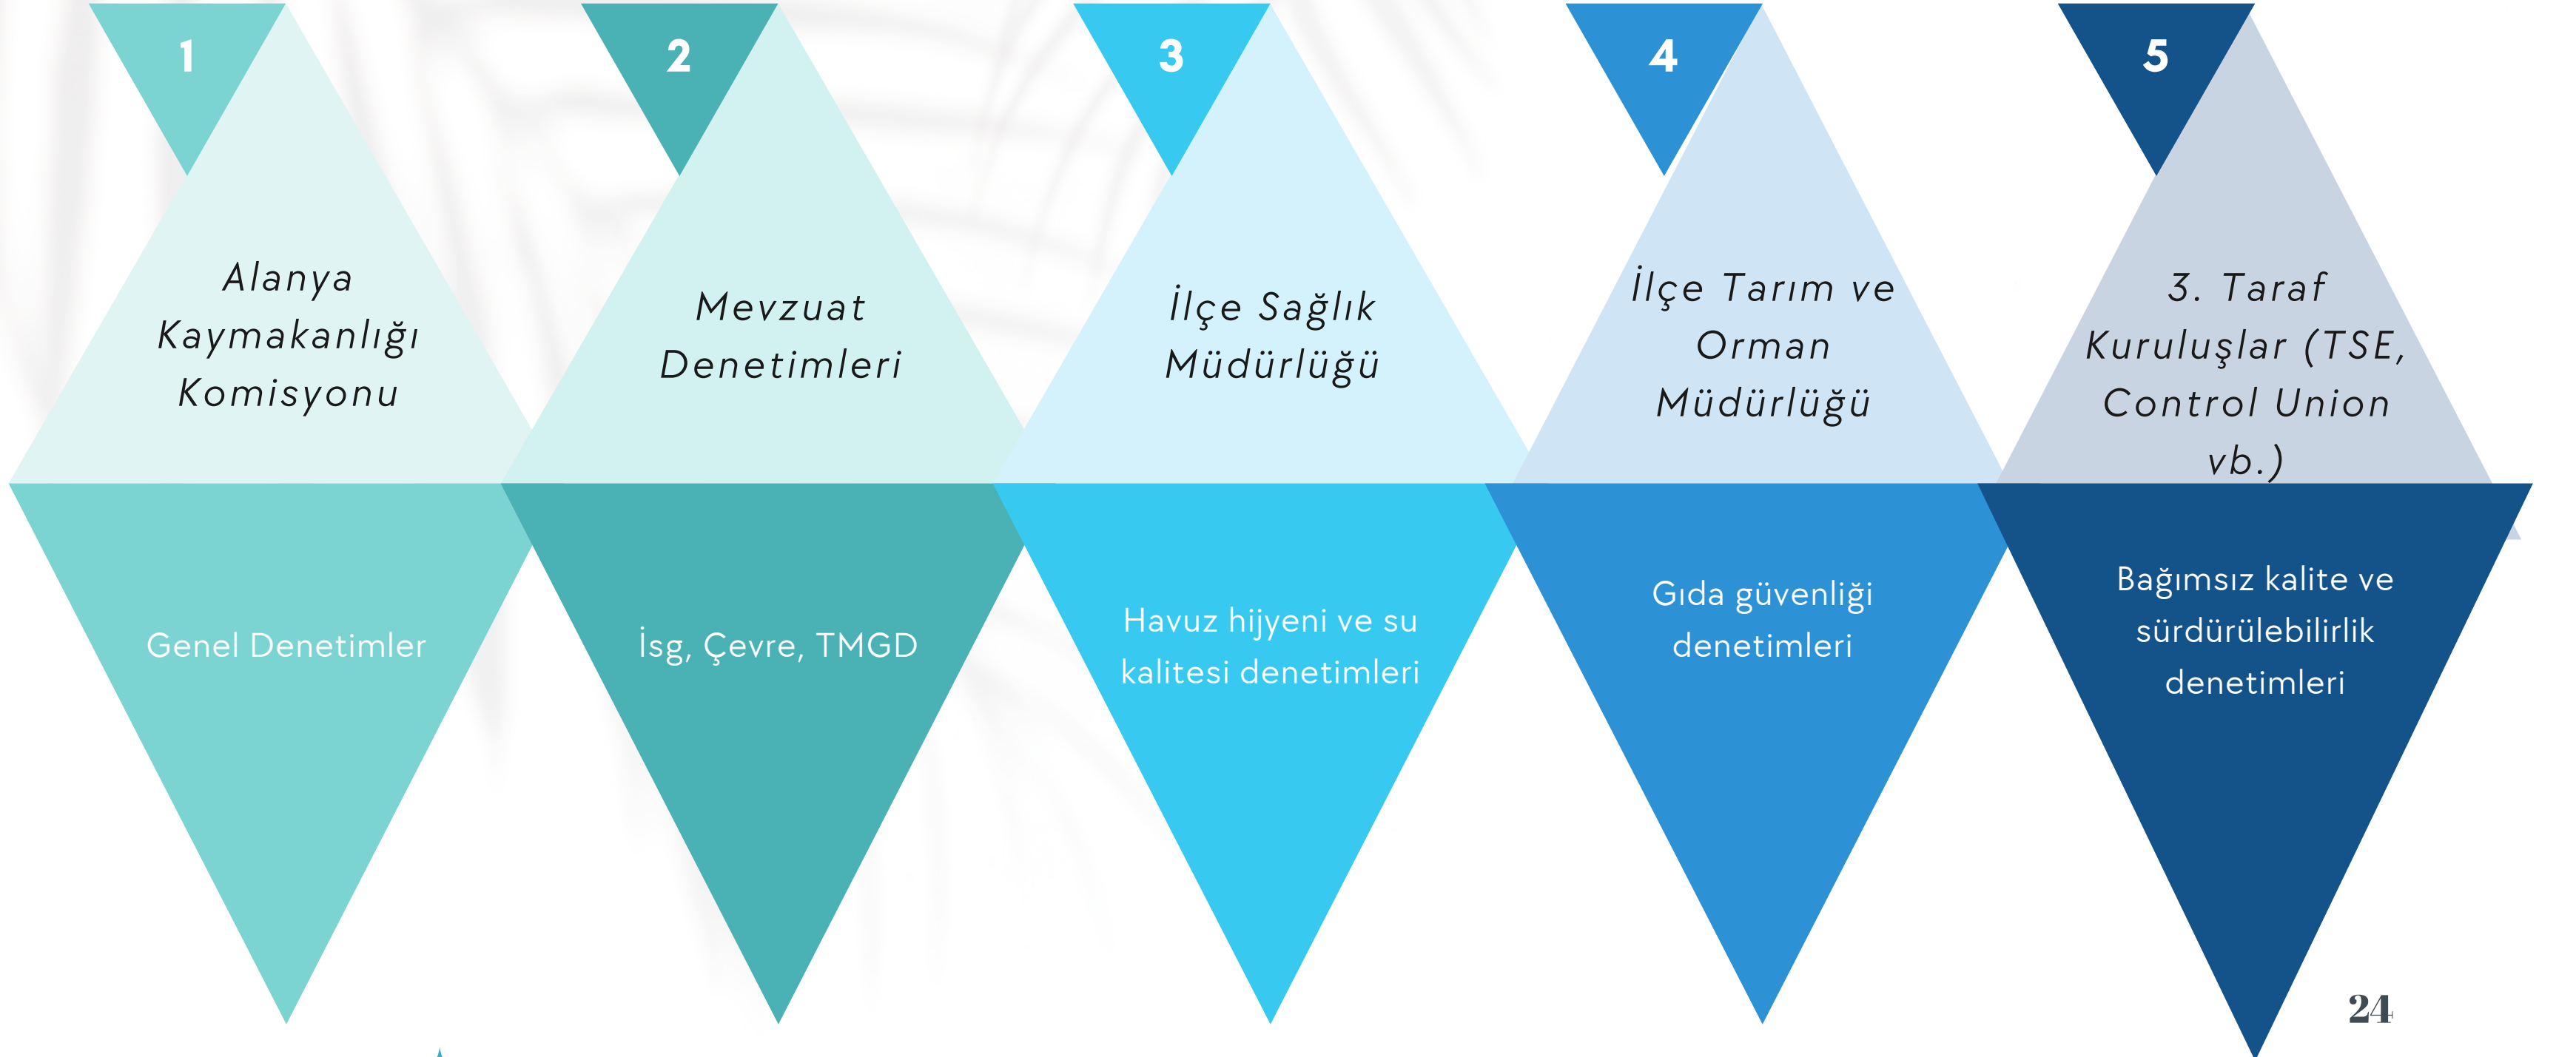 1
Alanya
Kaymakanlığı
Komisyonu
Genel Denetimler
2
Mevzuat
Denetimleri
İsg, Çevre, TMGD
3
İlçe Sağlık
Müdürlüğü
Havuz hijyeni ve su
kalitesi denetimleri
4
İlçe Tarım ve
Orman
Müdürlüğü
Gıda güvenliği
denetimleri
5
3. Taraf
Kuruluşlar (TSE,
Control Union
vb.)
Bağımsız kalite ve
sürdürülebilirlik
denetimleri
24